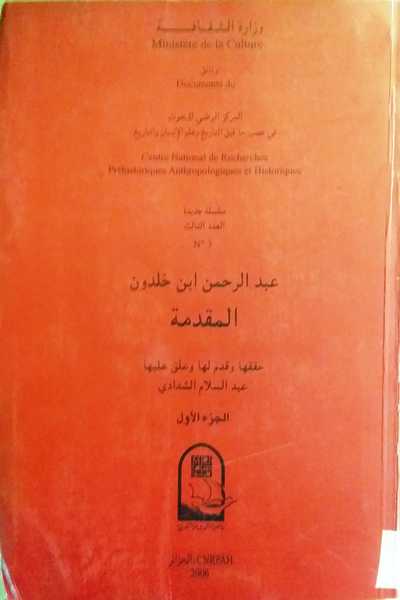 وزارة الثقافة
Ministère de la Culture
وثائق
Documents du
المركز الوطني للبحوث
في عصور ما قبل التاريخ وعلم الإنسان والتاريخ
Centre National de Recherches
Préhistoriques Anthropologiques et Historiques
سلسلة جديدة
العدد الثالث
N° 3
عبد الرحمن ابن خلدون
المقدمة
حققها وقدم لها وعلق عليها
عبد السلام الشدادي
الجزء الأول
CNRPAH، الجزائر
2006